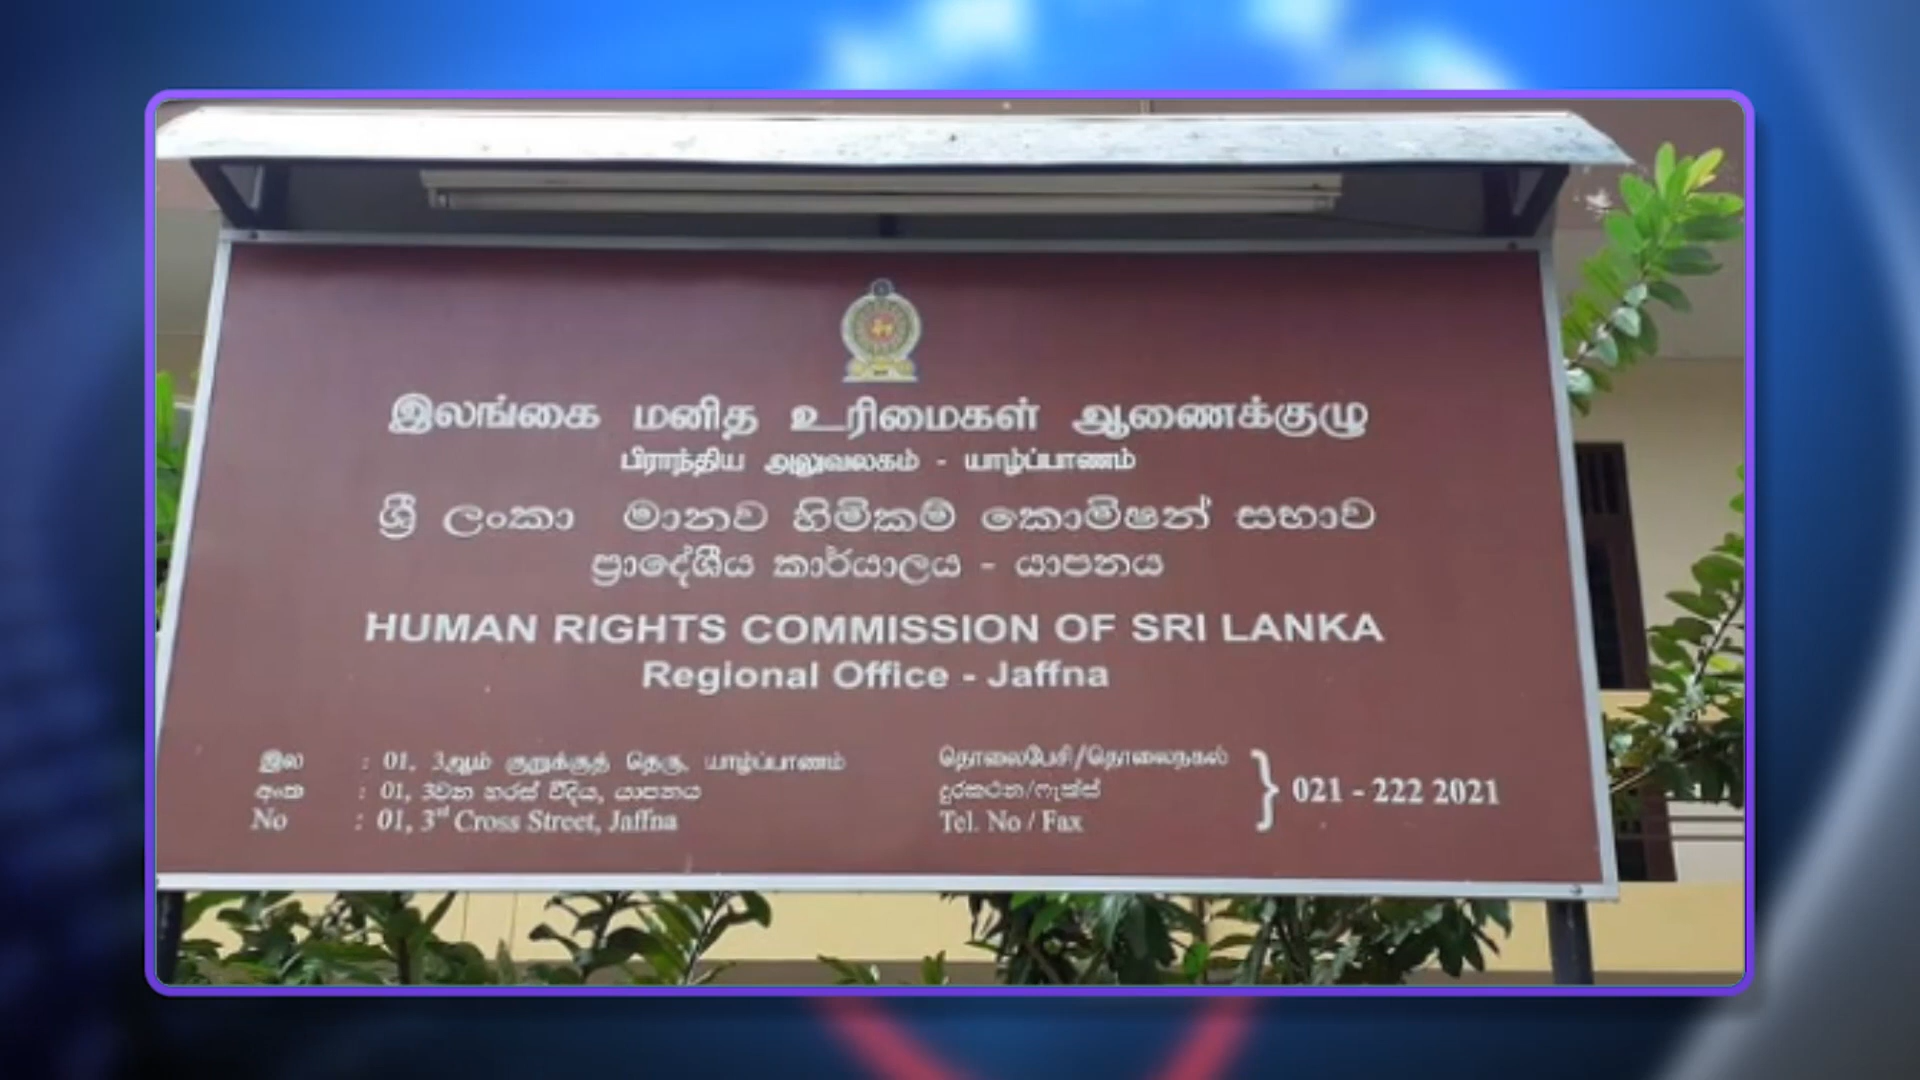 இலங்கை மனித உரிமைகள் ஆணைக்குழு
பிராந்திய அலுவலகம் - யாழ்ப்பாணம்
ශ්‍රී ලංකා මානව හිමිකම් කොමිෂන් සභාව
ප්‍රාදේශීය කාර්යාලය - යාපනය
HUMAN RIGHTS COMMISSION OF SRI LANKA
Regional Office - Jaffna
இல : 01, 3ஆம் குறுக்குத் தெரு, யாழ்ப்பாணம்
අංක : 01, 3වන හරස් වීදිය, යාපනය
No : 01, 3rd Cross Street, Jaffna
தொலைபேசி/தொலைநகல்
දුරකථන/ෆැක්ස්
Tel. No / Fax
} 021 - 222 2021